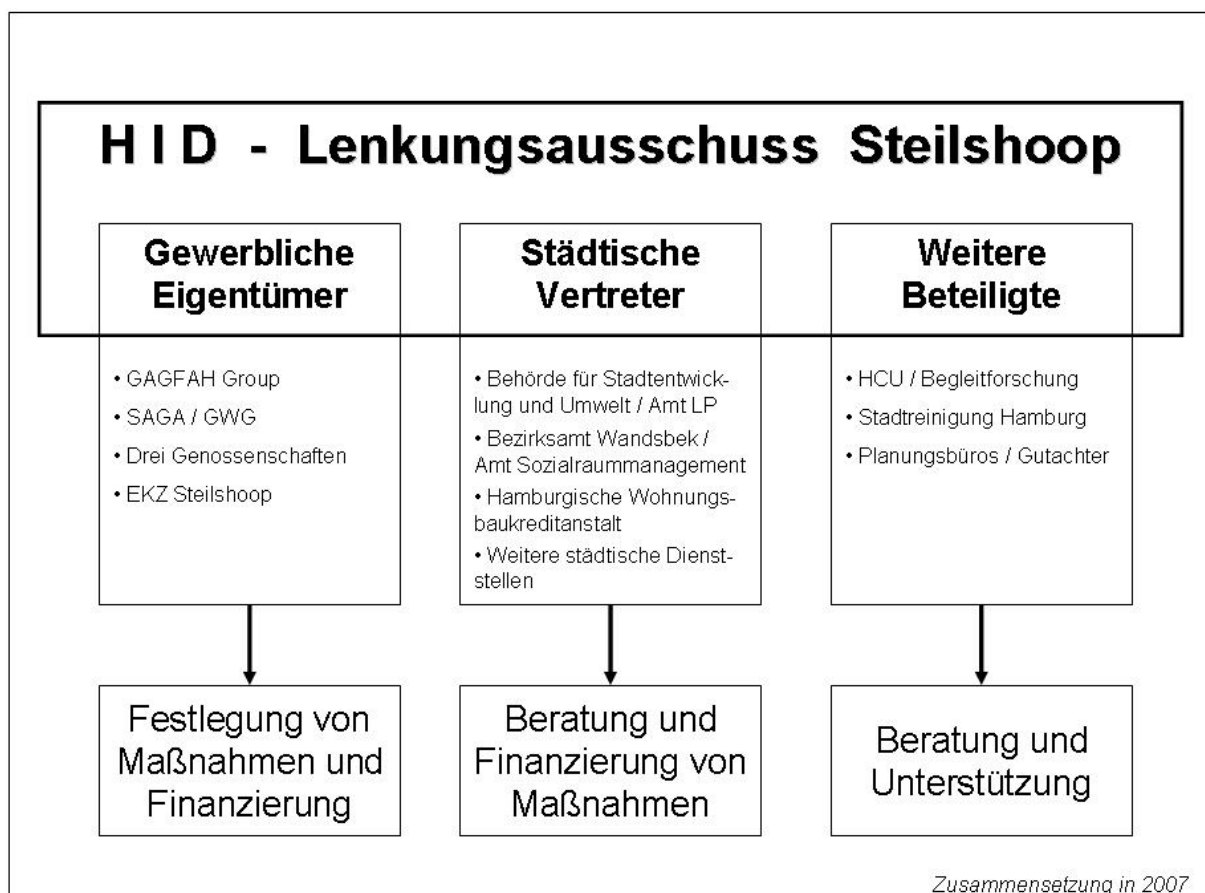 H I D - Lenkungsausschuss Steilshoop
Gewerbliche
Eigentümer
• GAGFAH Group
• SAGA / GWG
• Drei Genossenschaften
• EKZ Steilshoop
Festlegung von
Maßnahmen und
Finanzierung
Städtische
Vertreter
• Behörde für Stadtentwick-
lung und Umwelt / Amt LP
• Bezirksamt Wandsbek /
Amt Sozialraummanagement
• Hamburgische Wohnungs-
baukreditanstalt
• Weitere städtische Dienst-
stellen
Beratung und
Finanzierung von
Maßnahmen
Weitere
Beteiligte
• HCU / Begleitforschung
• Stadtreinigung Hamburg
• Planungsbüros / Gutachter
Beratung und
Unterstützung
Zusammensetzung in 2007